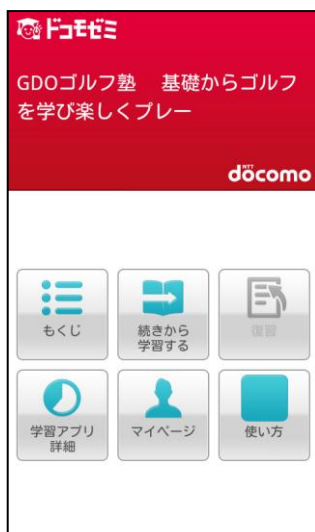 ドコモゼミ
GDOゴルフ塾　基礎からゴルフ
を学び楽しくプレー
NTT
döcomo
もくじ
続きから
学習する
復習
学習アプリ
詳細
マイページ
使い方